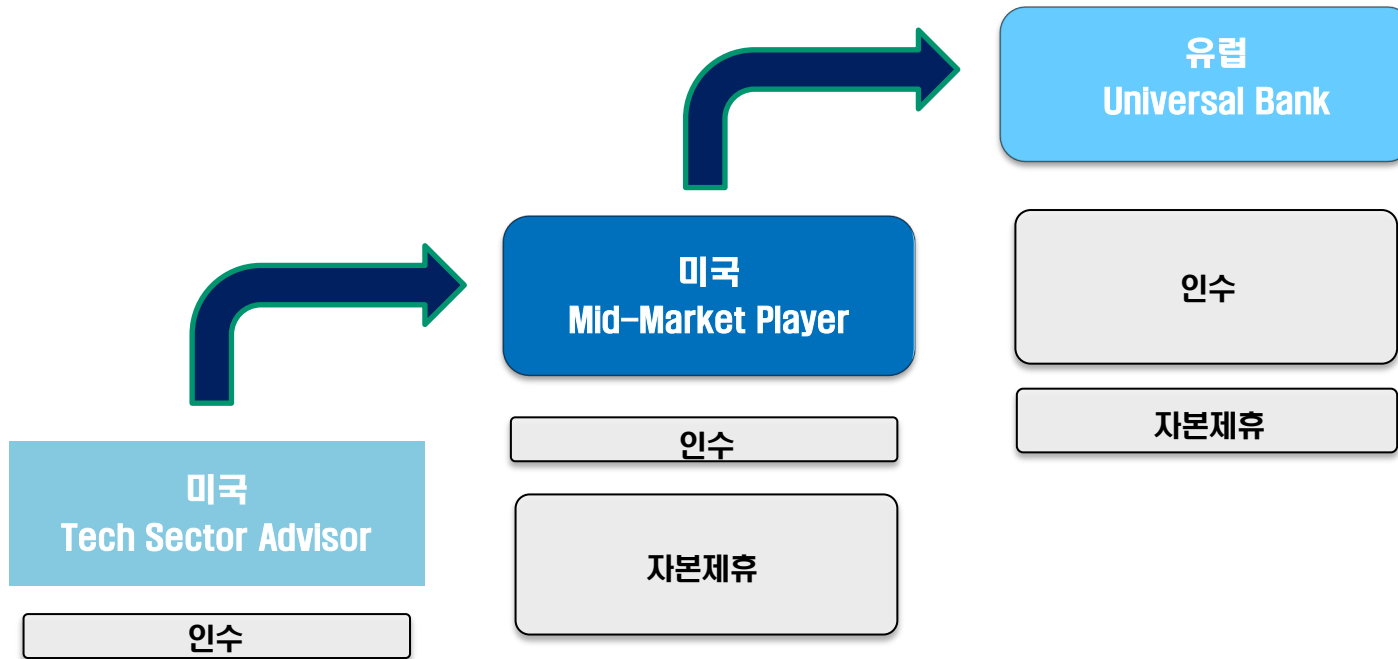 유럽
Universal Bank
인수
자본제휴
미국
Mid-Market Player
인수
자본제휴
미국
Tech Sector Advisor
인수